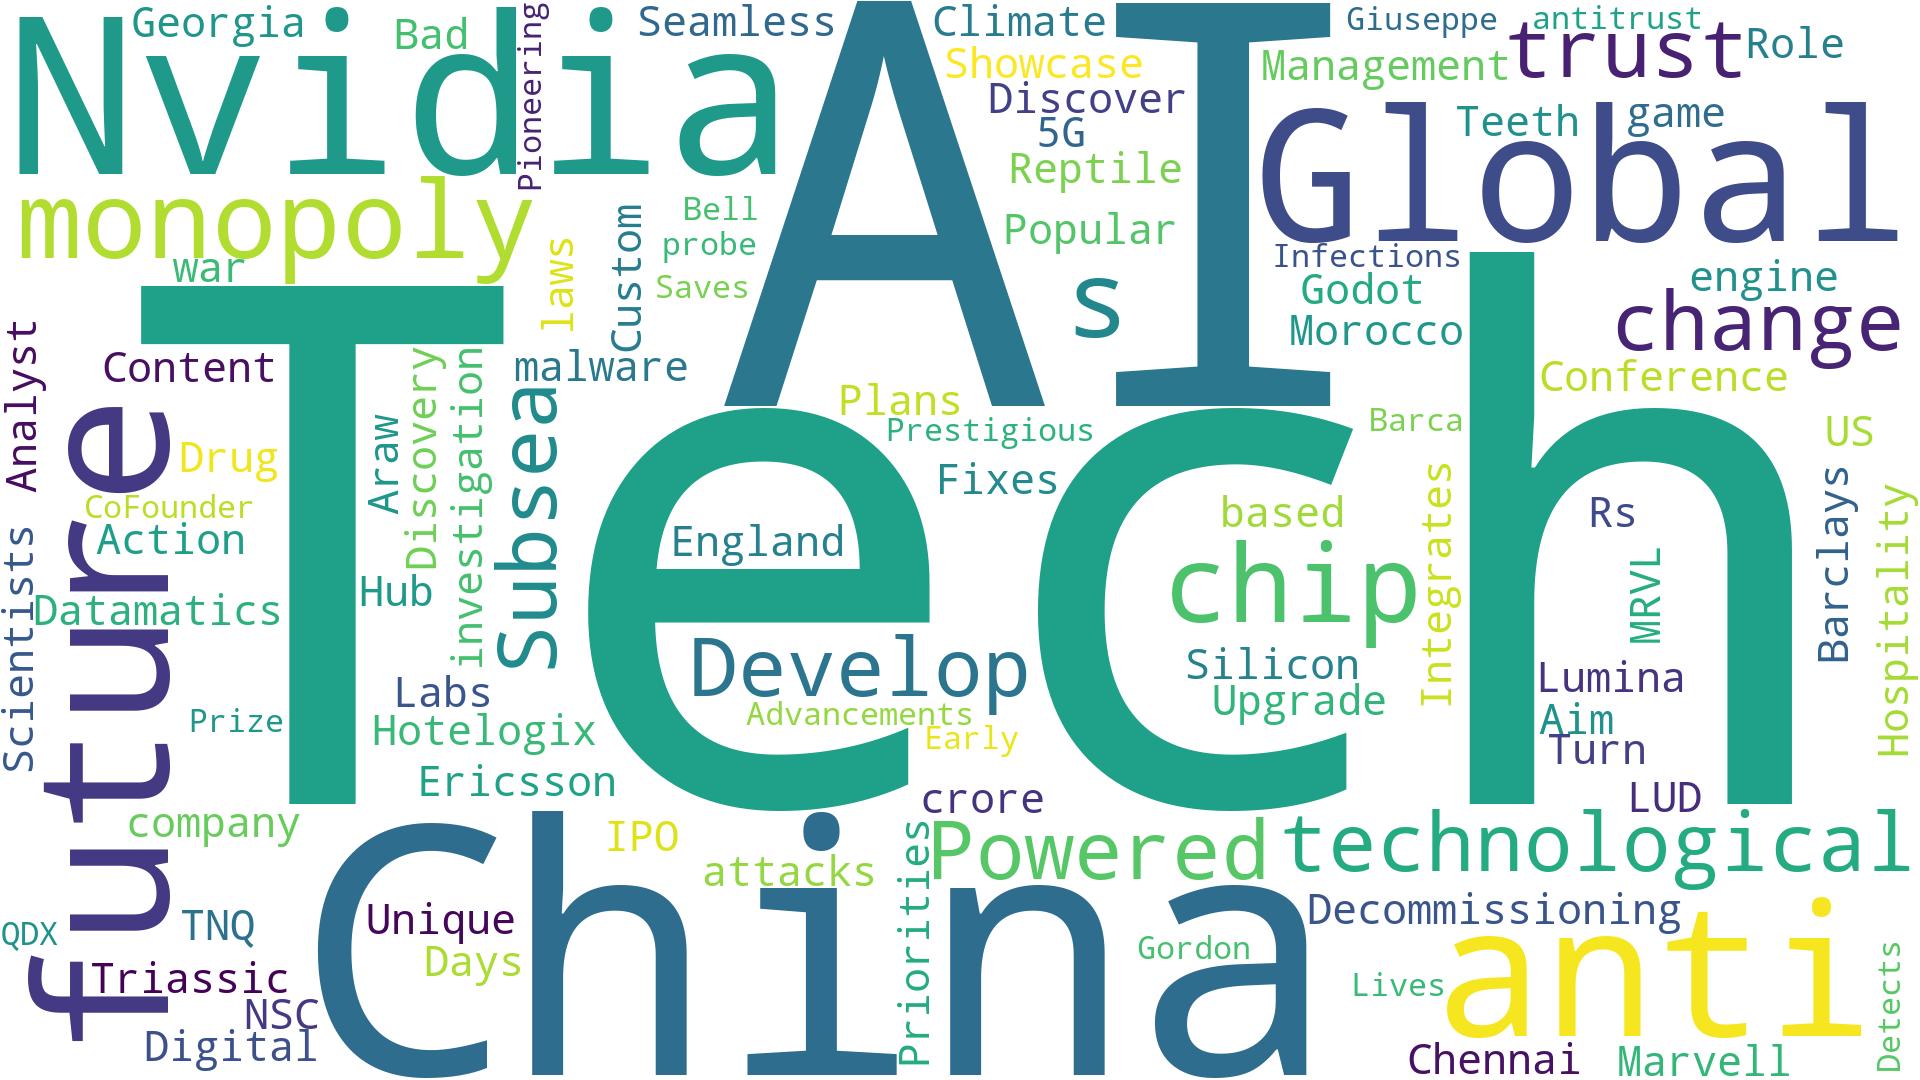 Nvidia
Georgia
Bad
Pioneering
Seamless
AI
Climate
Showcase
Discover
5G
Reptile
Popular
s
Giuseppe
antitrust
Management
trust
Role
Teeth
game
Global
monopoly
war
laws
Custom
Bell
probe
Saves
Infections
Godot
Morocco
engine
change
Conference
Tech
Content
malware
Analyst
future
Drug
CoFounder
Action
Araw
Discovery
investigation
Subsea
Plans
Prestigious
Fixes
Barca
US
England
based
chip
Integrates
Rs
MRVL
Barclays
Hospitality
Scientists
Datamatics
Hub
Develop
Silicon
Upgrade
Lumina
Aim
Turn
LUD
Labs
Prize
Hotelogix
Advancements
Early
Ericsson
crore
company
China
IPO
attacks
Priorities
Powered
technological
QDX
TNQ
Unique
Days
Triassic
NSC
Digital
Gordon
Decommissioning
Lives
anti
Detects
Chennai
Marvell